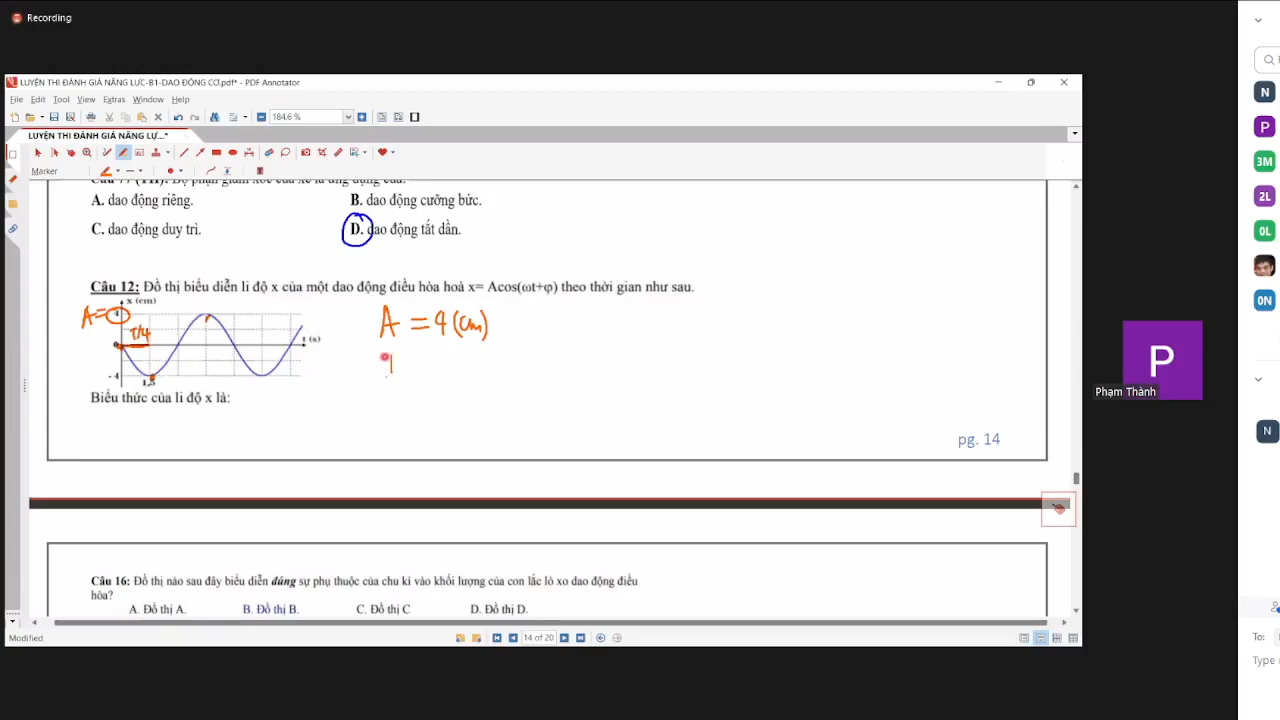 Recording
LUYỆN THI ĐÁNH GIÁ NĂNG LỰC-B1-DAO ĐỘNG CƠ.pdf* - PDF Annotator
File Edit Tool View Extras Window Help
184.6 %
LUYỆN THI ĐÁNH GIÁ NĂNG LỰ...*
Marker
A. dao động riêng.
B. dao động cưỡng bức.
C. dao động duy trì.
D. dao động tắt dần.
Câu 12: Đồ thị biểu diễn li độ x của một dao động điều hòa hoà x= Acos(ωt+φ) theo thời gian như sau.
x (cm)
A= 4
T/4
0
t (s)
- 4
1,5
A = 4 (cm)
Biểu thức của li độ x là:
pg. 14
Câu 16: Đồ thị nào sau đây biểu diễn đúng sự phụ thuộc của chu kì vào khối lượng của con lắc lò xo dao động điều
hòa?
A. Đồ thị A.
B. Đồ thị B.
C. Đồ thị C
D. Đồ thị D.
Modified
14 of 20
P
Phạm Thành
N
P
3M
2L
0L
0N
N
To:
Type